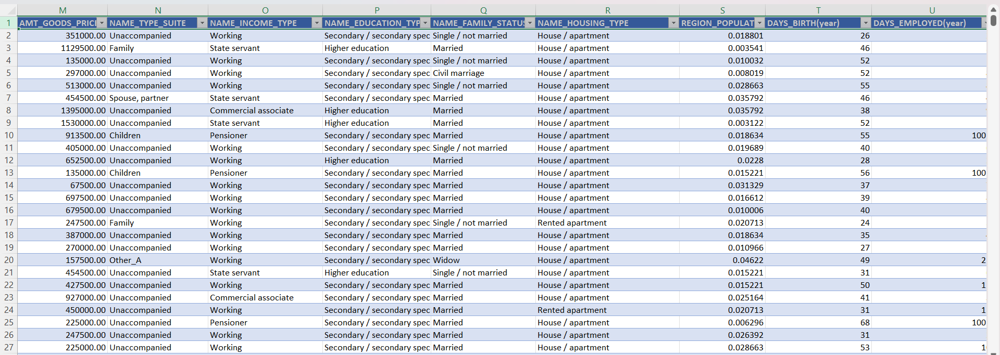 M N O P Q R S T U
1 AMT_GOODS_PRIC NAME_TYPE_SUITE NAME_INCOME_TYPE NAME_EDUCATION_TYP NAME_FAMILY_STATUS NAME_HOUSING_TYPE REGION_POPULAT DAYS_BIRTH(year) DAYS_EMPLOYED(year)
2 351000.00 Unaccompanied Working Secondary / secondary spec Single / not married House / apartment 0.018801 26
3 1129500.00 Family State servant Higher education Married House / apartment 0.003541 46
4 135000.00 Unaccompanied Working Secondary / secondary spec Single / not married House / apartment 0.010032 52
5 297000.00 Unaccompanied Working Secondary / secondary spec Civil marriage House / apartment 0.008019 52
6 513000.00 Unaccompanied Working Secondary / secondary spec Single / not married House / apartment 0.028663 55
7 454500.00 Spouse, partner State servant Secondary / secondary spec Married House / apartment 0.035792 46
8 1395000.00 Unaccompanied Commercial associate Higher education Married House / apartment 0.035792 38
9 1530000.00 Unaccompanied State servant Higher education Married House / apartment 0.003122 52
10 913500.00 Children Pensioner Secondary / secondary spec Married House / apartment 0.018634 55 100
11 405000.00 Unaccompanied Working Secondary / secondary spec Single / not married House / apartment 0.019689 40
12 652500.00 Unaccompanied Working Higher education Married House / apartment 0.0228 28
13 135000.00 Children Pensioner Secondary / secondary spec Married House / apartment 0.015221 56 100
14 67500.00 Unaccompanied Working Secondary / secondary spec Married House / apartment 0.031329 37
15 697500.00 Unaccompanied Working Secondary / secondary spec Married House / apartment 0.016612 39
16 679500.00 Unaccompanied Working Secondary / secondary spec Married House / apartment 0.010006 40
17 247500.00 Family Working Secondary / secondary spec Single / not married Rented apartment 0.020713 24
18 387000.00 Unaccompanied Working Secondary / secondary spec Married House / apartment 0.018634 35
19 270000.00 Unaccompanied Working Secondary / secondary spec Married House / apartment 0.010966 27
20 157500.00 Other_A Working Secondary / secondary spec Widow House / apartment 0.04622 49 2
21 454500.00 Unaccompanied State servant Higher education Single / not married House / apartment 0.015221 31
22 427500.00 Unaccompanied Working Secondary / secondary spec Married House / apartment 0.015221 50 1
23 927000.00 Unaccompanied Commercial associate Secondary / secondary spec Married House / apartment 0.025164 41
24 450000.00 Unaccompanied Working Secondary / secondary spec Married Rented apartment 0.020713 31 1
25 225000.00 Unaccompanied Pensioner Secondary / secondary spec Married House / apartment 0.006296 68 100
26 247500.00 Unaccompanied Working Secondary / secondary spec Married House / apartment 0.026392 31
27 225000.00 Unaccompanied Working Secondary / secondary spec Married House / apartment 0.028663 53 1